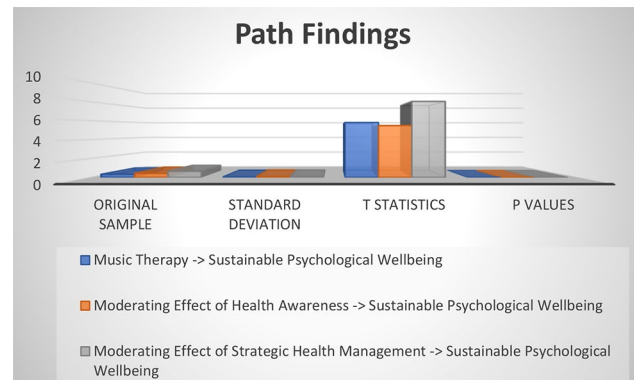 Path Findings
10
8
6
4
2
0
ORIGINAL
SAMPLE
STANDARD
DEVIATION
T STATISTICS
P VALUES
Music Therapy -> Sustainable Psychological Wellbeing
Moderating Effect of Health Awareness -> Sustainable Psychological Wellbeing
Moderating Effect of Strategic Health Management -> Sustainable Psychological
Wellbeing